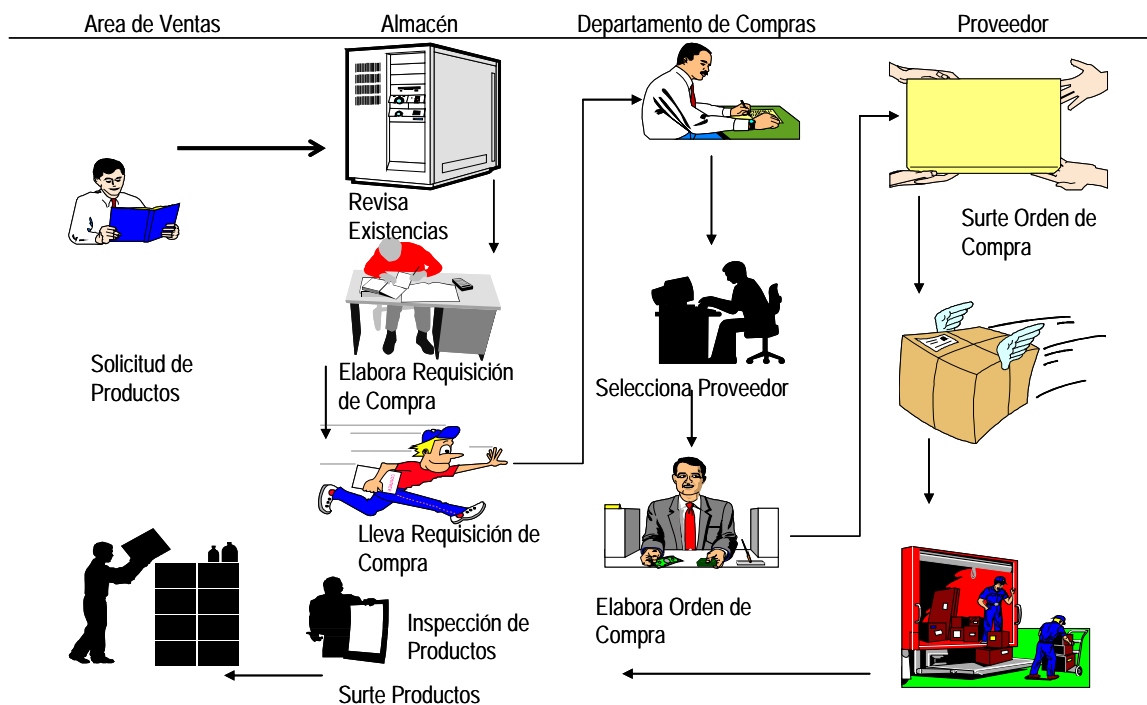 Area de Ventas
Almacén
Departamento de Compras
Proveedor
Revisa
Existencias
Surte Orden de
Compra
Solicitud de
Productos
Elabora Requisición
de Compra
Selecciona Proveedor
Lleva Requisición de
Compra
Elabora Orden de
Compra
Inspección de
Productos
Surte Productos